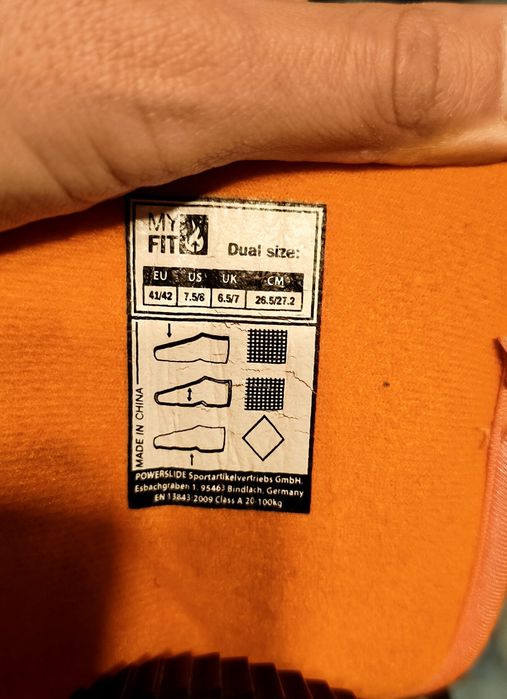 MY
FIT
Dual size:
EU US UK CM
41/42 7.5/8 6.5/7 26.5/27.2
MADE IN CHINA
POWERSLIDE Sportartikelvertriebs GmbH.
Esbachgraben 1. 95463 Bindlach, Germany
EN 13843:2009 Class A 20-100kg